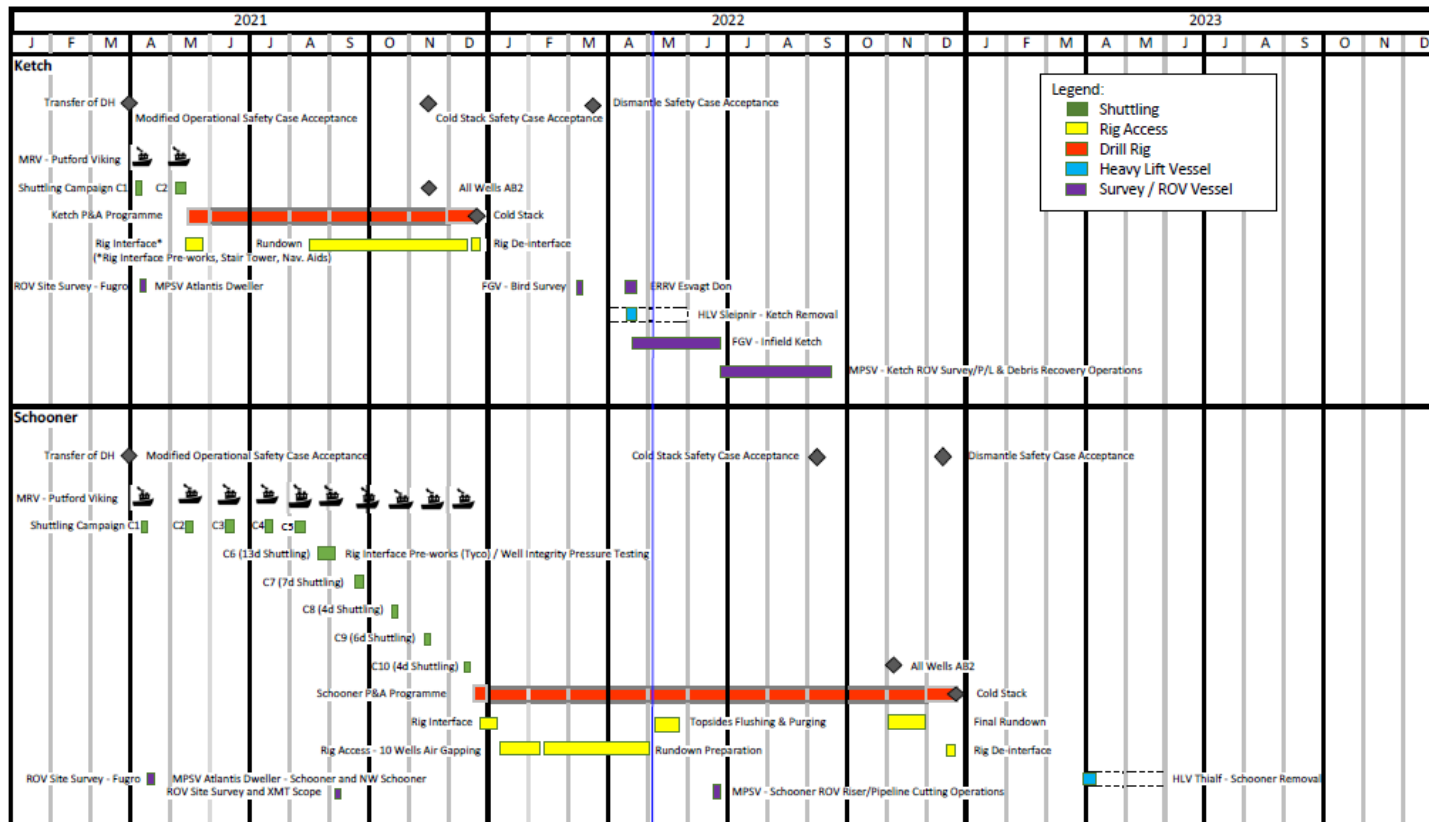 2021 2022 2023
J F M A M J J A S O N D J F M A M J J A S O N D J F M A M J J A S O N D
Ketch
Legend:
Shuttling
Rig Access
Drill Rig
Heavy Lift Vessel
Survey / ROV Vessel
Transfer of DH Dismantle Safety Case Acceptance
Modified Operational Safety Case Acceptance Cold Stack Safety Case Acceptance
MRV - Putford Viking
Shuttling Campaign C1 C2 All Wells AB2
Ketch P&A Programme Cold Stack
Rig Interface* Rundown Rig De-interface
(*Rig Interface Pre-works, Stair Tower, Nav. Aids)
ROV Site Survey - Fugro MPSV Atlantis Dweller FGV - Bird Survey ERRV Esvagt Don
HLV Sleipnir - Ketch Removal
FGV - Infield Ketch
MPSV - Ketch ROV Survey/P/L & Debris Recovery Operations
Schooner
Transfer of DH Modified Operational Safety Case Acceptance Cold Stack Safety Case Acceptance Dismantle Safety Case Acceptance
MRV - Putford Viking
Shuttling Campaign C1 C2 C3 C4 C5
C6 (13d Shuttling) Rig Interface Pre-works (Tyco) / Well Integrity Pressure Testing
C7 (7d Shuttling)
C8 (4d Shuttling)
C9 (6d Shuttling)
C10 (4d Shuttling) All Wells AB2
Schooner P&A Programme Cold Stack
Rig Interface Topsides Flushing & Purging Final Rundown
Rig Access - 10 Wells Air Gapping Rundown Preparation Rig De-interface
ROV Site Survey - Fugro MPSV Atlantis Dweller - Schooner and NW Schooner HLV Thialf - Schooner Removal
ROV Site Survey and XMT Scope MPSV - Schooner ROV Riser/Pipeline Cutting Operations